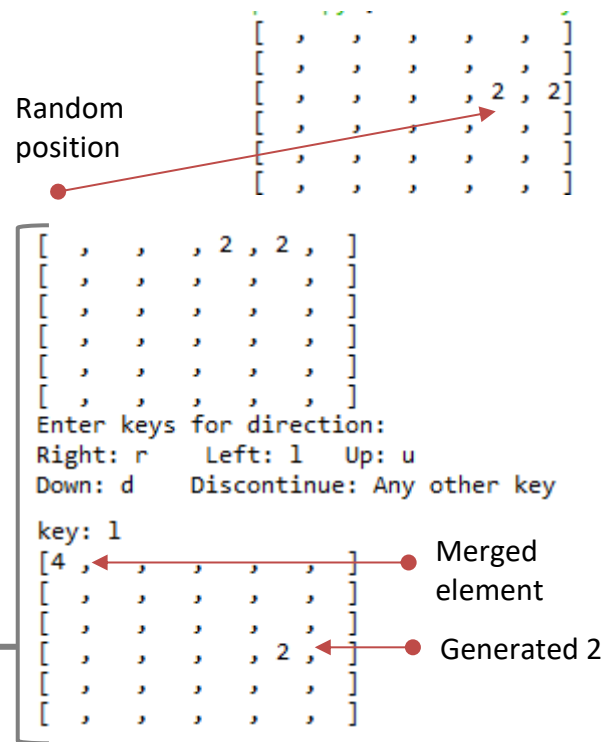 [ , , , , , ]
[ , , , , , ]
[ , , , , 2 , 2]
[ , , , , , ]
[ , , , , , ]
[ , , , , , ]
Random
position
[ , , , 2 , 2 , ]
[ , , , , , ]
[ , , , , , ]
[ , , , , , ]
[ , , , , , ]
[ , , , , , ]
Enter keys for direction:
Right: r Left: l Up: u
Down: d Discontinue: Any other key
key: l
[4 , , , , , ]
[ , , , , , ]
[ , , , , , ]
[ , , , , 2 , ]
[ , , , , , ]
[ , , , , , ]
Merged
element
Generated 2